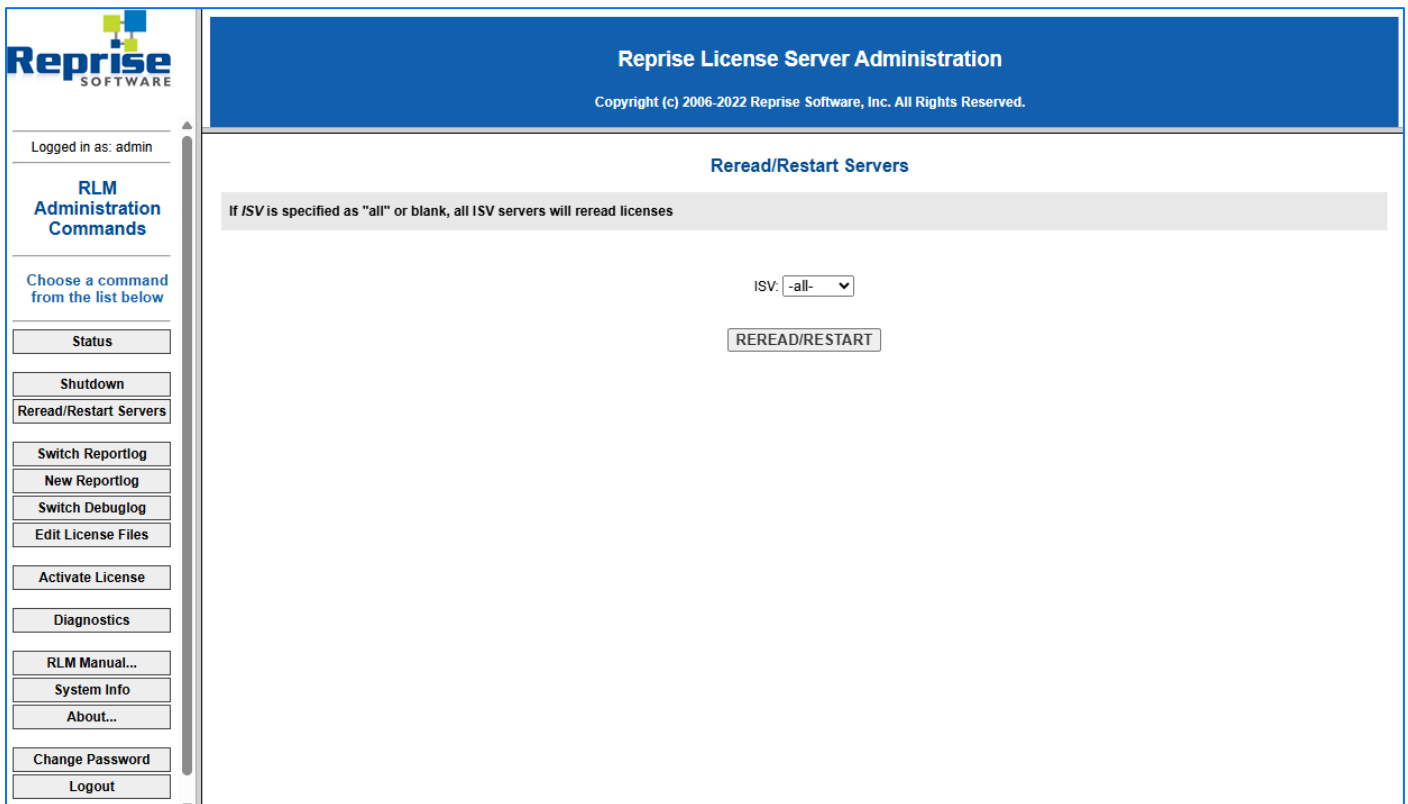 Reprise
SOFTWARE
Reprise License Server Administration
Copyright (c) 2006-2022 Reprise Software, Inc. All Rights Reserved.
Logged in as: admin
RLM
Administration
Commands
Choose a command
from the list below
Status
Shutdown
Reread/Restart Servers
Switch Reportlog
New Reportlog
Switch Debuglog
Edit License Files
Activate License
Diagnostics
RLM Manual...
System Info
About...
Change Password
Logout
Reread/Restart Servers
If ISV is specified as "all" or blank, all ISV servers will reread licenses
ISV: -all-
REREAD/RESTART